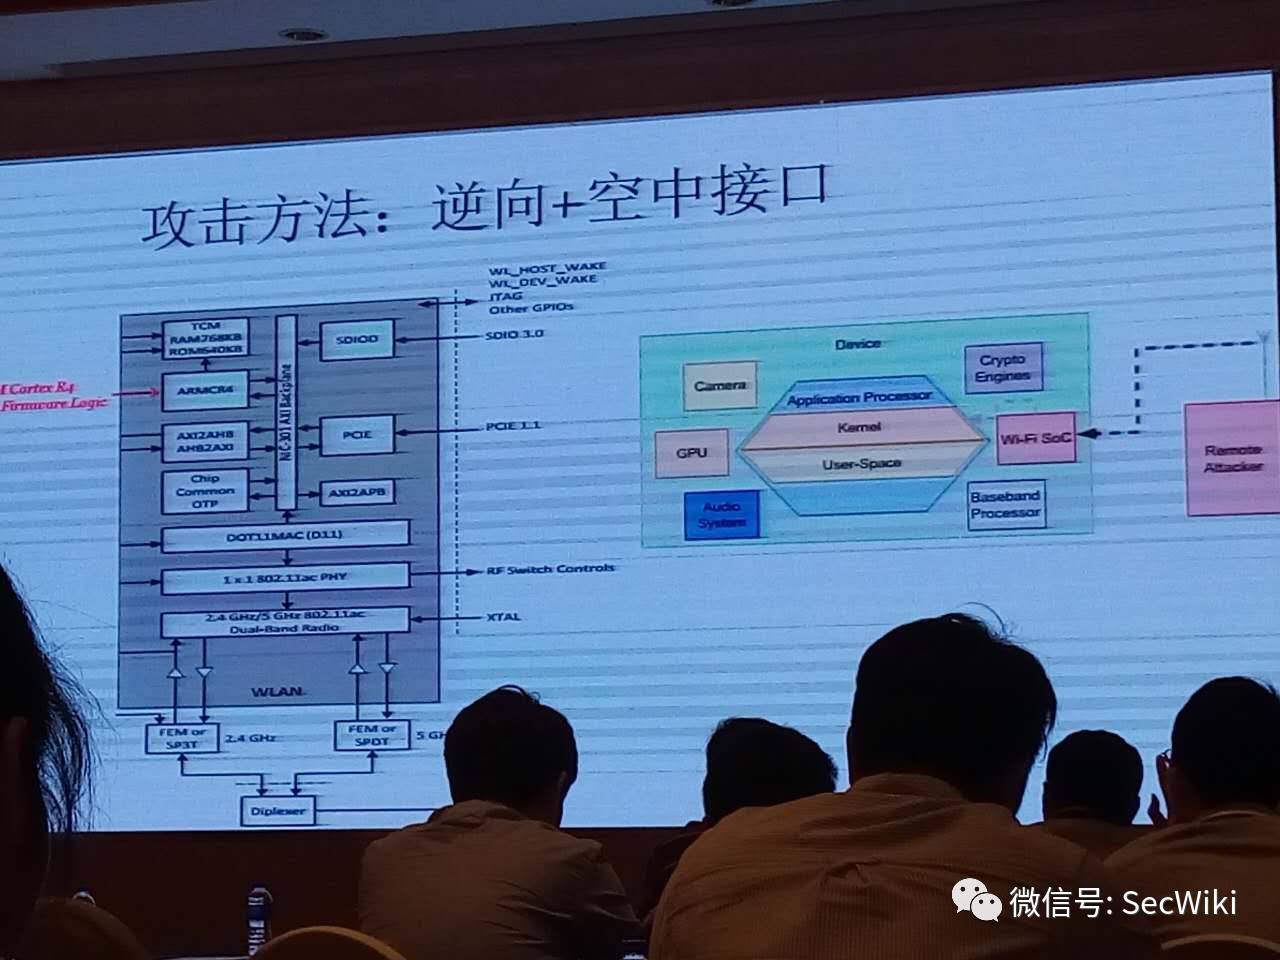 攻击方法：逆向+空中接口
WL_HOST_WAKE
WL_DEV_WAKE
JTAG
Other GPIOs
TCM
RAM768KB
ROM640KB
SDIOD
SDIO 3.0
Cortex R4
Firmware Logic
ARMCR4
NIC-301 AXI Backplane
AXI2AHB
AHB2AXI
PCIE
PCIE 1.1
Chip
Common
OTP
AXI2APB
DOT11MAC (D11)
1 x 1 802.11ac PHY
RF Switch Controls
2.4 GHz/5 GHz 802.11ac
Dual-Band Radio
XTAL
WLAN
FEM or
SP3T
2.4 GHz
FEM or
SPDT
5 GH
Diplexer
Device
Camera
Crypto
Engines
Application Processor
Kernel
GPU
Wi-Fi SoC
User-Space
Audio
System
Baseband
Processor
Remote
Attacker
微信号: SecWiki